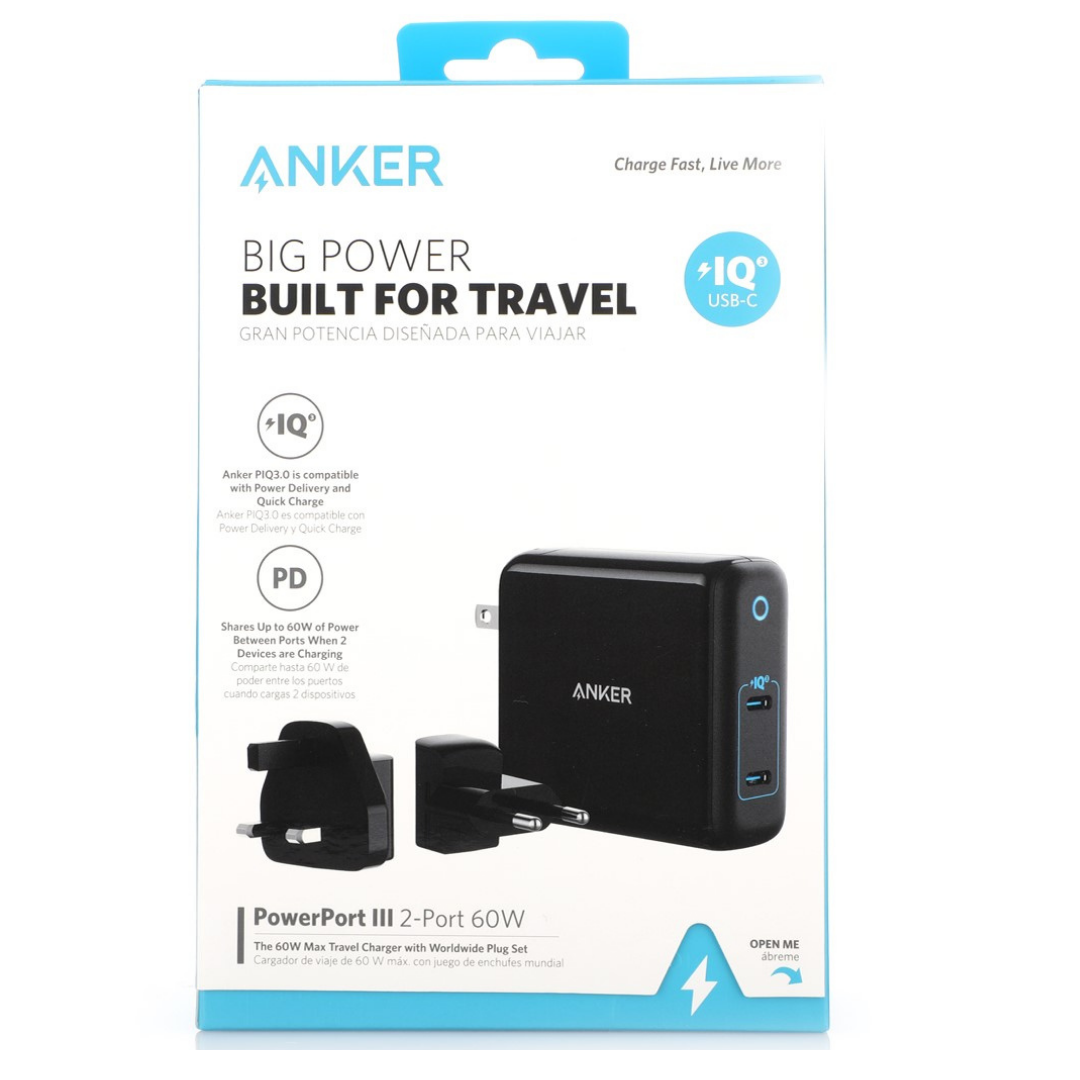 ANKER
Charge Fast, Live More
BIG POWER
BUILT FOR TRAVEL
GRAN POTENCIA DISEÑADA PARA VIAJAR
IQ3
USB-C
IQ3
Anker PIQ3.0 is compatible
with Power Delivery and
Quick Charge
Anker PIQ3.0 es compatible con
Power Delivery y Quick Charge
PD
Shares Up to 60W of Power
Between Ports When 2
Devices are Charging
Comparte hasta 60 W de
poder entre los puertos
cuando cargas 2 dispositivos
ANKER
IQ3
PowerPort III 2-Port 60W
The 60W Max Travel Charger with Worldwide Plug Set
Cargador de viaje de 60 W máx. con juego de enchufes mundial
OPEN ME
ábreme